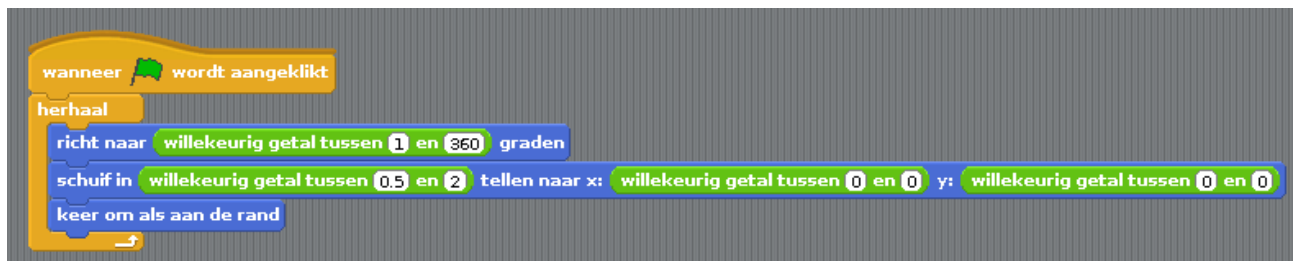 wanneer wordt aangeklikt
herhaal
richt naar willekeurig getal tussen 1 en 360 graden
schuif in willekeurig getal tussen 0.5 en 2 tellen naar x: willekeurig getal tussen 0 en 0 y: willekeurig getal tussen 0 en 0
keer om als aan de rand